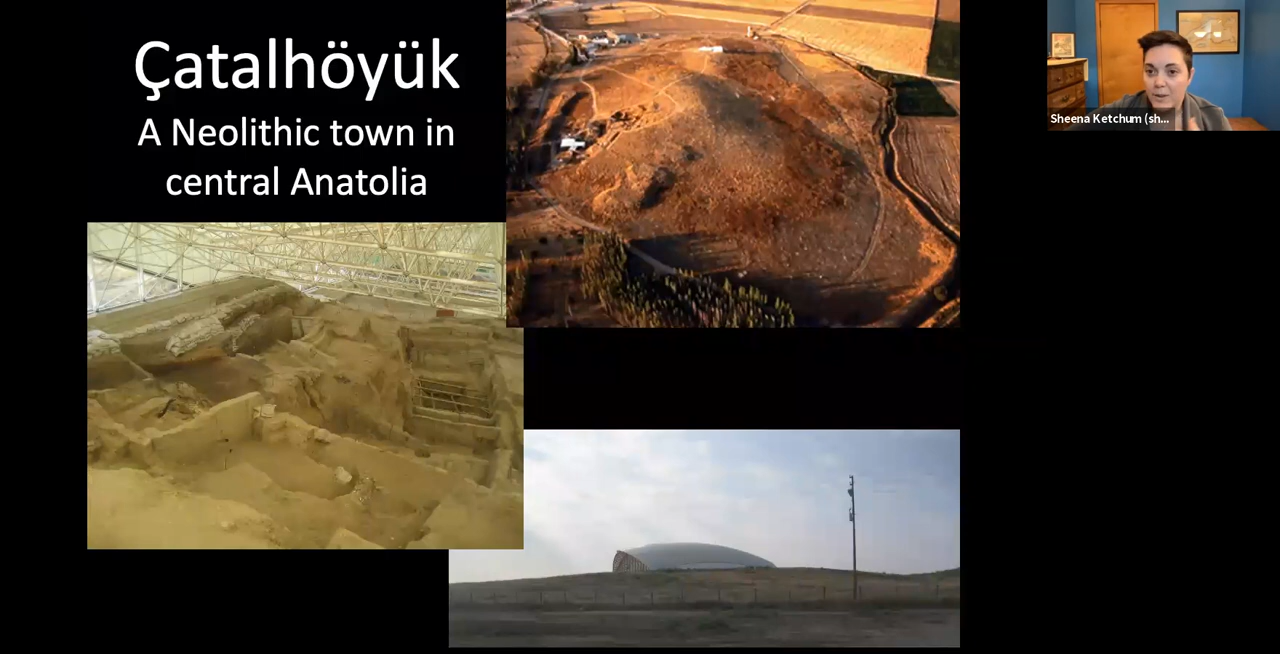 Çatalhöyük
A Neolithic town in
central Anatolia
Sheena Ketchum (sh...